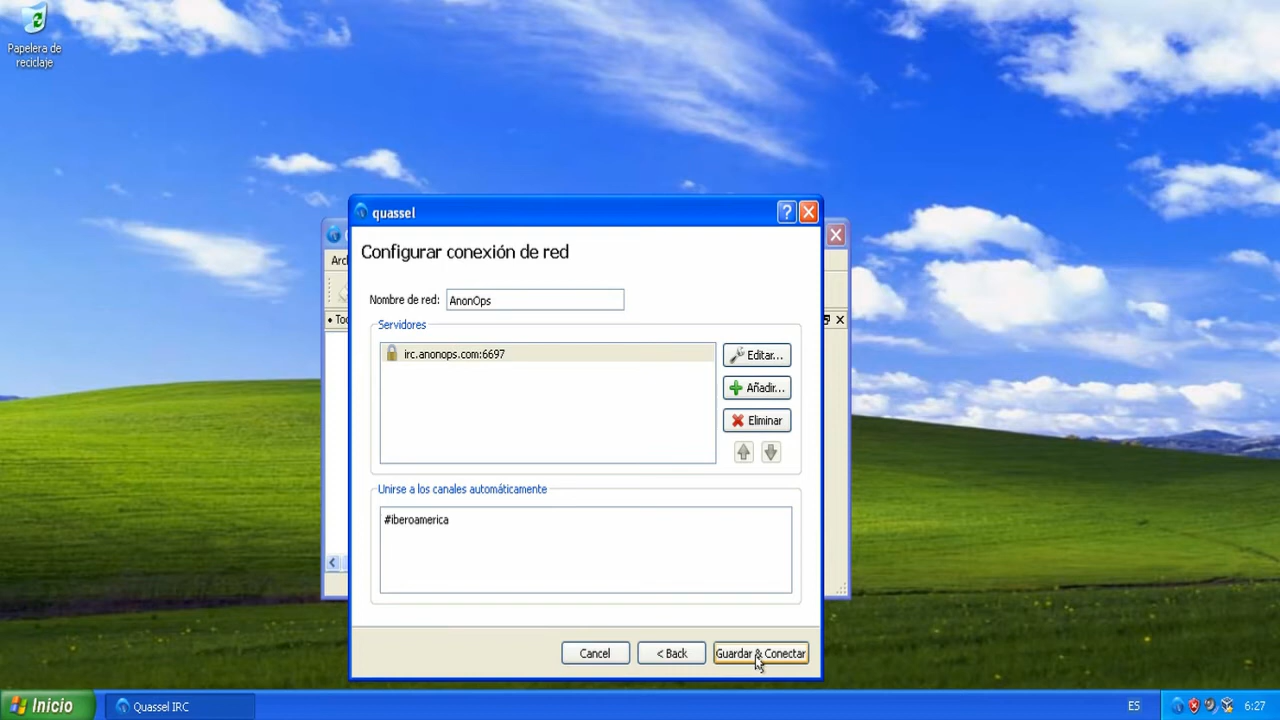 Papelera de
reciclaje
quassel
Configurar conexión de red
Nombre de red:
AnonOps
Servidores
irc.anonops.com:6697
Editar...
Añadir...
Eliminar
Unirse a los canales automáticamente
#iberoamerica
Cancel
< Back
Guardar & Conectar
Inicio
Quassel IRC
ES
6:27